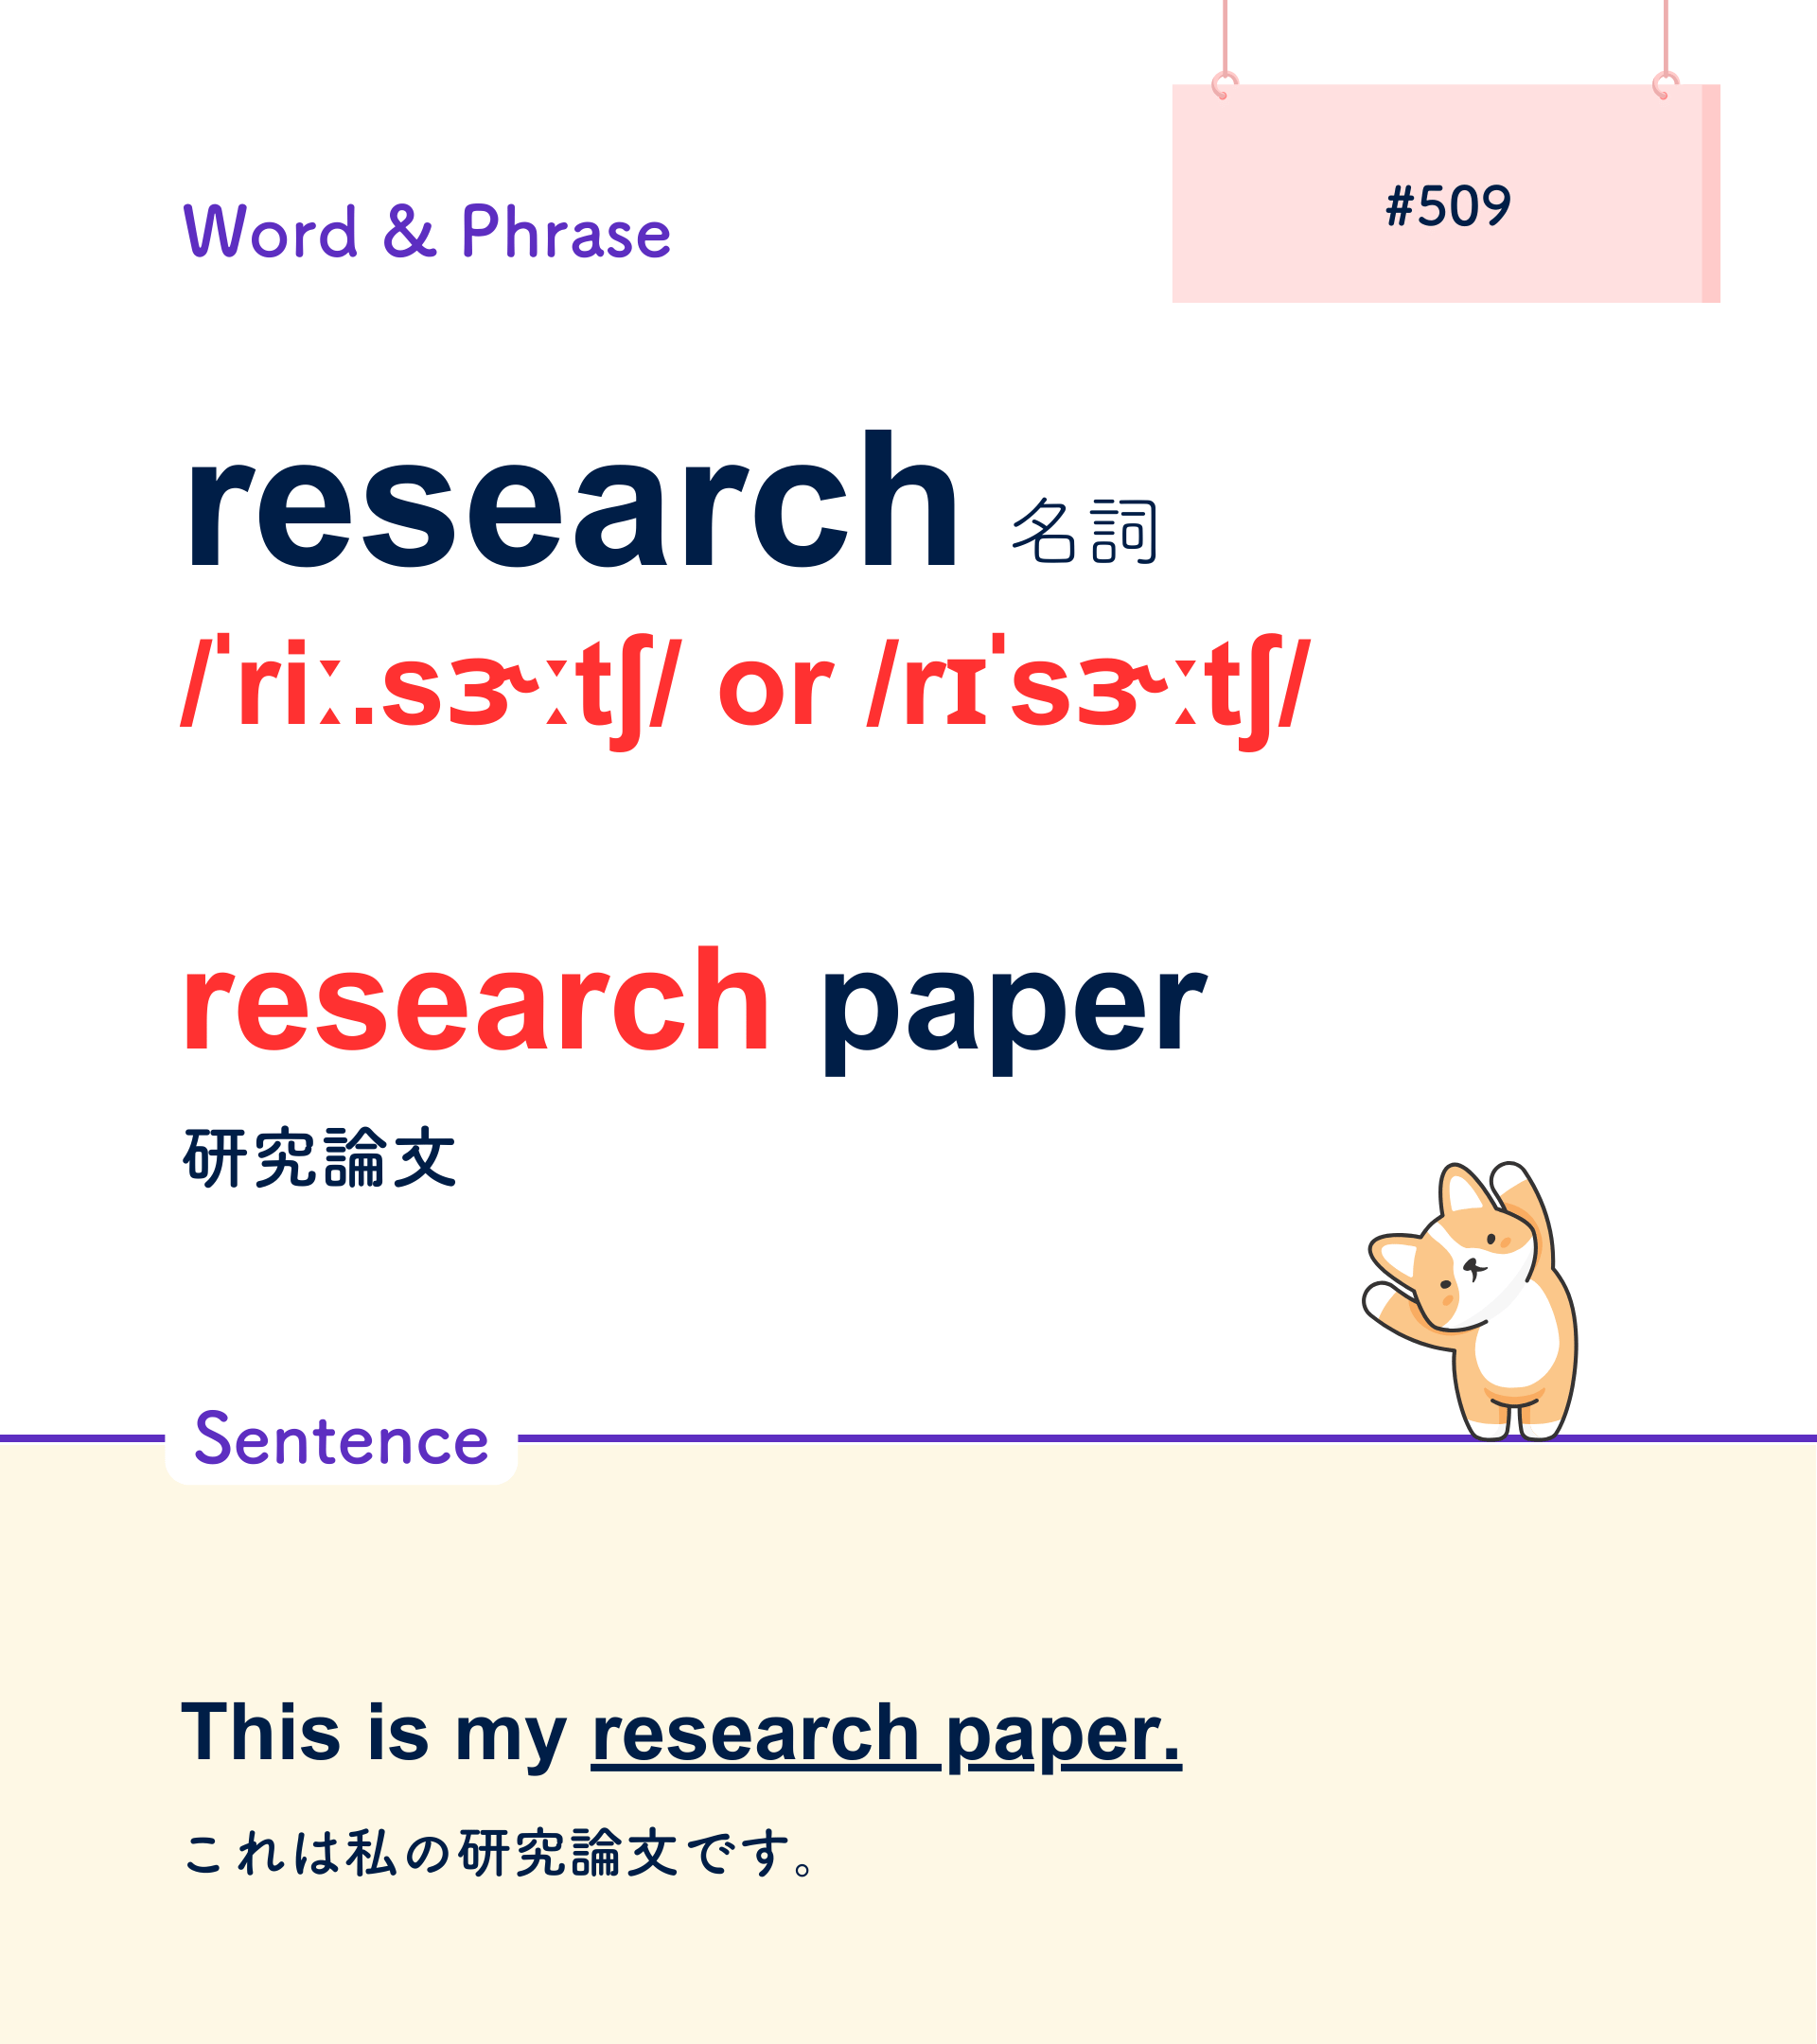 #509
Word & Phrase
research 名詞
/ˈriː.sɝːtʃ/ or /rɪˈsɝːtʃ/
research paper
研究論文
Sentence
This is my research paper.
これは私の研究論文です。